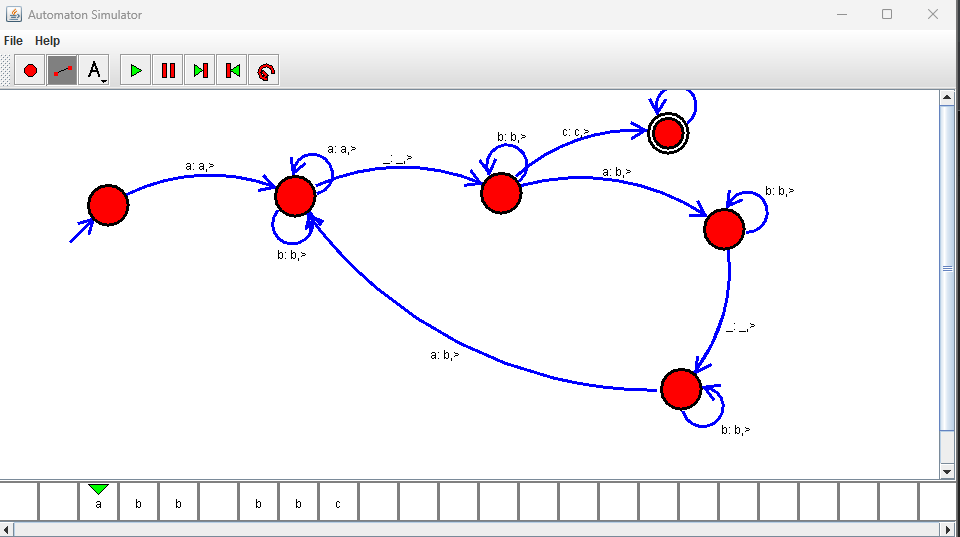 Automaton Simulator
File Help
A
a: a,>
a: a,>
_: _,>
b: b,>
c: c,>
a: b,>
b: b,>
b: b,>
_: _,>
a: b,>
b: b,>
a b b b b c